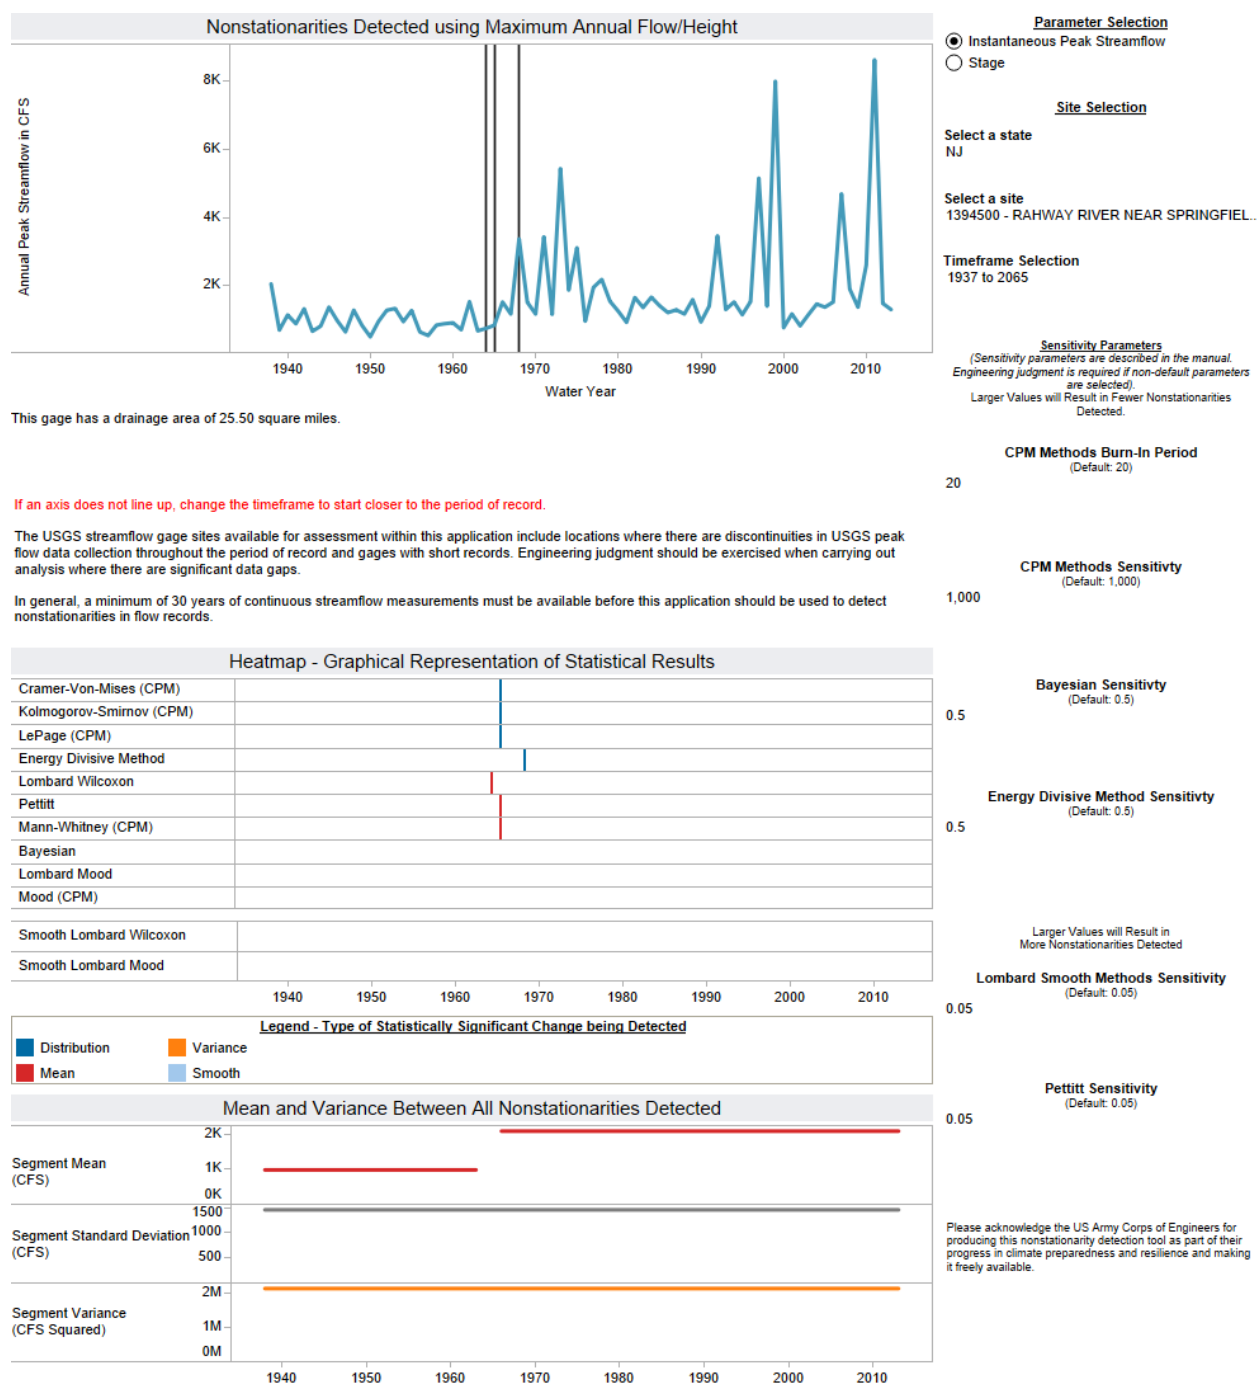 Nonstationarities Detected using Maximum Annual Flow/Height
Annual Peak Streamflow in CFS
8K
6K
4K
2K
1940 1950 1960 1970 1980 1990 2000 2010
Water Year
This gage has a drainage area of 25.50 square miles.
If an axis does not line up, change the timeframe to start closer to the period of record.
The USGS streamflow gage sites available for assessment within this application include locations where there are discontinuities in USGS peak
flow data collection throughout the period of record and gages with short records. Engineering judgment should be exercised when carrying out
analysis where there are significant data gaps.
In general, a minimum of 30 years of continuous streamflow measurements must be available before this application should be used to detect
nonstationarities in flow records.
Heatmap - Graphical Representation of Statistical Results
Cramer-Von-Mises (CPM)
Kolmogorov-Smirnov (CPM)
LePage (CPM)
Energy Divisive Method
Lombard Wilcoxon
Pettitt
Mann-Whitney (CPM)
Bayesian
Lombard Mood
Mood (CPM)
Smooth Lombard Wilcoxon
Smooth Lombard Mood
1940 1950 1960 1970 1980 1990 2000 2010
Legend - Type of Statistically Significant Change being Detected
Distribution Variance
Mean Smooth
Mean and Variance Between All Nonstationarities Detected
Segment Mean
(CFS)
2K
1K
0K
Segment Standard Deviation
(CFS)
1500
1000
500
Segment Variance
(CFS Squared)
2M
1M
0M
1940 1950 1960 1970 1980 1990 2000 2010
Parameter Selection
Instantaneous Peak Streamflow
Stage
Site Selection
Select a state
NJ
Select a site
1394500 - RAHWAY RIVER NEAR SPRINGFIEL..
Timeframe Selection
1937 to 2065
Sensitivity Parameters
(Sensitivity parameters are described in the manual.
Engineering judgment is required if non-default parameters
are selected).
Larger Values will Result in Fewer Nonstationarities
Detected.
CPM Methods Burn-In Period
(Default: 20)
20
CPM Methods Sensitivty
(Default: 1,000)
1,000
Bayesian Sensitivty
(Default: 0.5)
0.5
Energy Divisive Method Sensitivty
(Default: 0.5)
0.5
Larger Values will Result in
More Nonstationarities Detected
Lombard Smooth Methods Sensitivity
(Default: 0.05)
0.05
Pettitt Sensitivity
(Default: 0.05)
0.05
Please acknowledge the US Army Corps of Engineers for
producing this nonstationarity detection tool as part of their
progress in climate preparedness and resilience and making
it freely available.